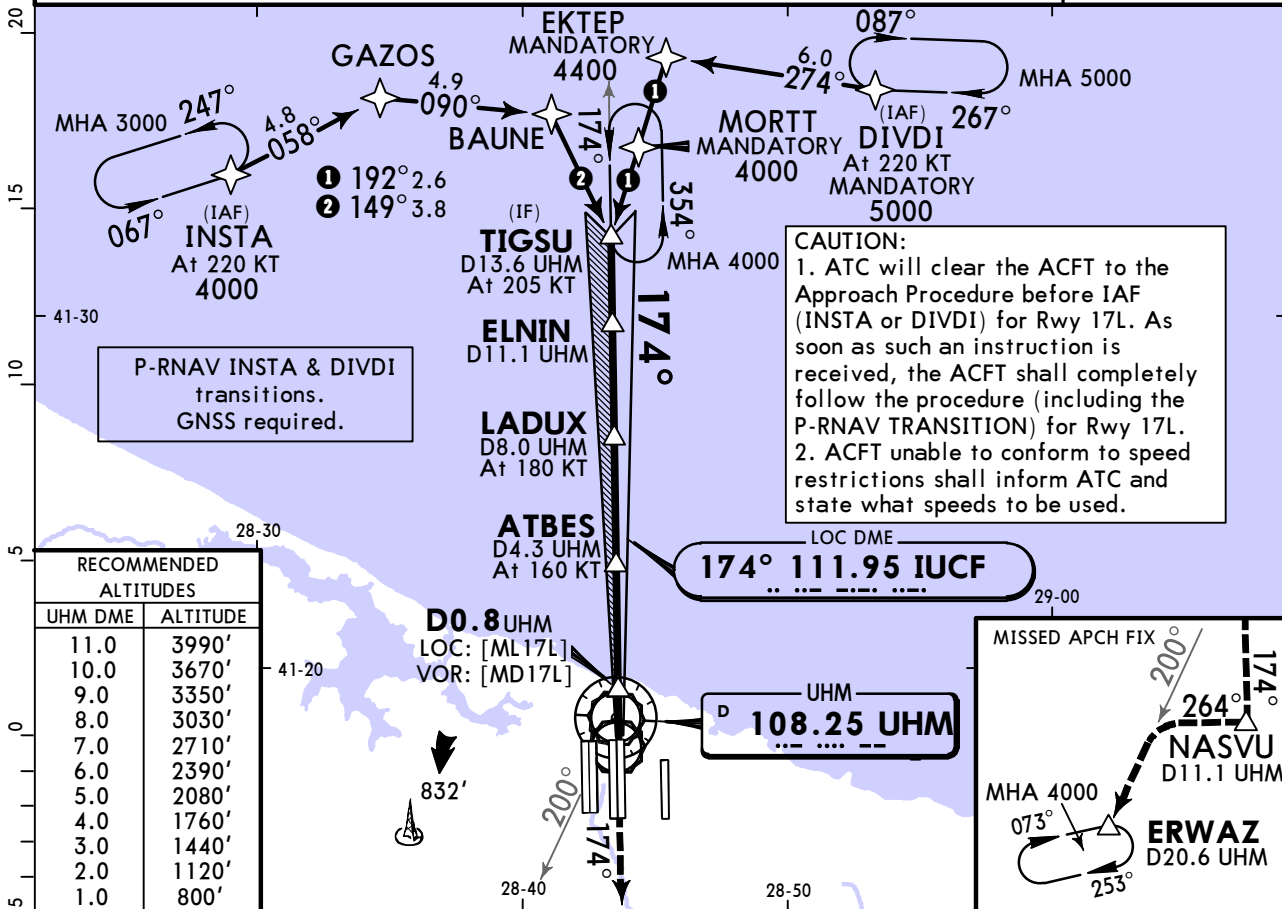 20
15
10
5
0
5
EKTEP
MANDATORY
4400
087°
6.0
274°
MHA 5000
267°
(IAF)
DIVDI
At 220 KT
MANDATORY
5000
GAZOS
4.9
090°
BAUNE
MHA 3000
247°
4.8
058°
067°
(IAF)
INSTA
At 220 KT
4000
1 192° 2.6
2 149° 3.8
1
1
2
174°
354°
MORTT
MANDATORY
4000
(IF)
TIGSU
D13.6 UHM
At 205 KT
MHA 4000
174°
ELNIN
D11.1 UHM
LADUX
D8.0 UHM
At 180 KT
ATBES
D4.3 UHM
At 160 KT
CAUTION:
1. ATC will clear the ACFT to the
Approach Procedure before IAF
(INSTA or DIVDI) for Rwy 17L. As
soon as such an instruction is
received, the ACFT shall completely
follow the procedure (including the
P-RNAV TRANSITION) for Rwy 17L.
2. ACFT unable to conform to speed
restrictions shall inform ATC and
state what speeds to be used.
41-30
P-RNAV INSTA & DIVDI
transitions.
GNSS required.
28-30
LOC DME
174° 111.95 IUCF
29-00
D0.8 UHM
LOC: [ML17L]
VOR: [MD17L]
41-20
UHM
D 108.25 UHM
832'
200°
174°
28-40
28-50
RECOMMENDED
ALTITUDES
UHM DME ALTITUDE
11.0 3990'
10.0 3670'
9.0 3350'
8.0 3030'
7.0 2710'
6.0 2390'
5.0 2080'
4.0 1760'
3.0 1440'
2.0 1120'
1.0 800'
MISSED APCH FIX
200°
174°
264°
NASVU
D11.1 UHM
MHA 4000
073°
253°
ERWAZ
D20.6 UHM